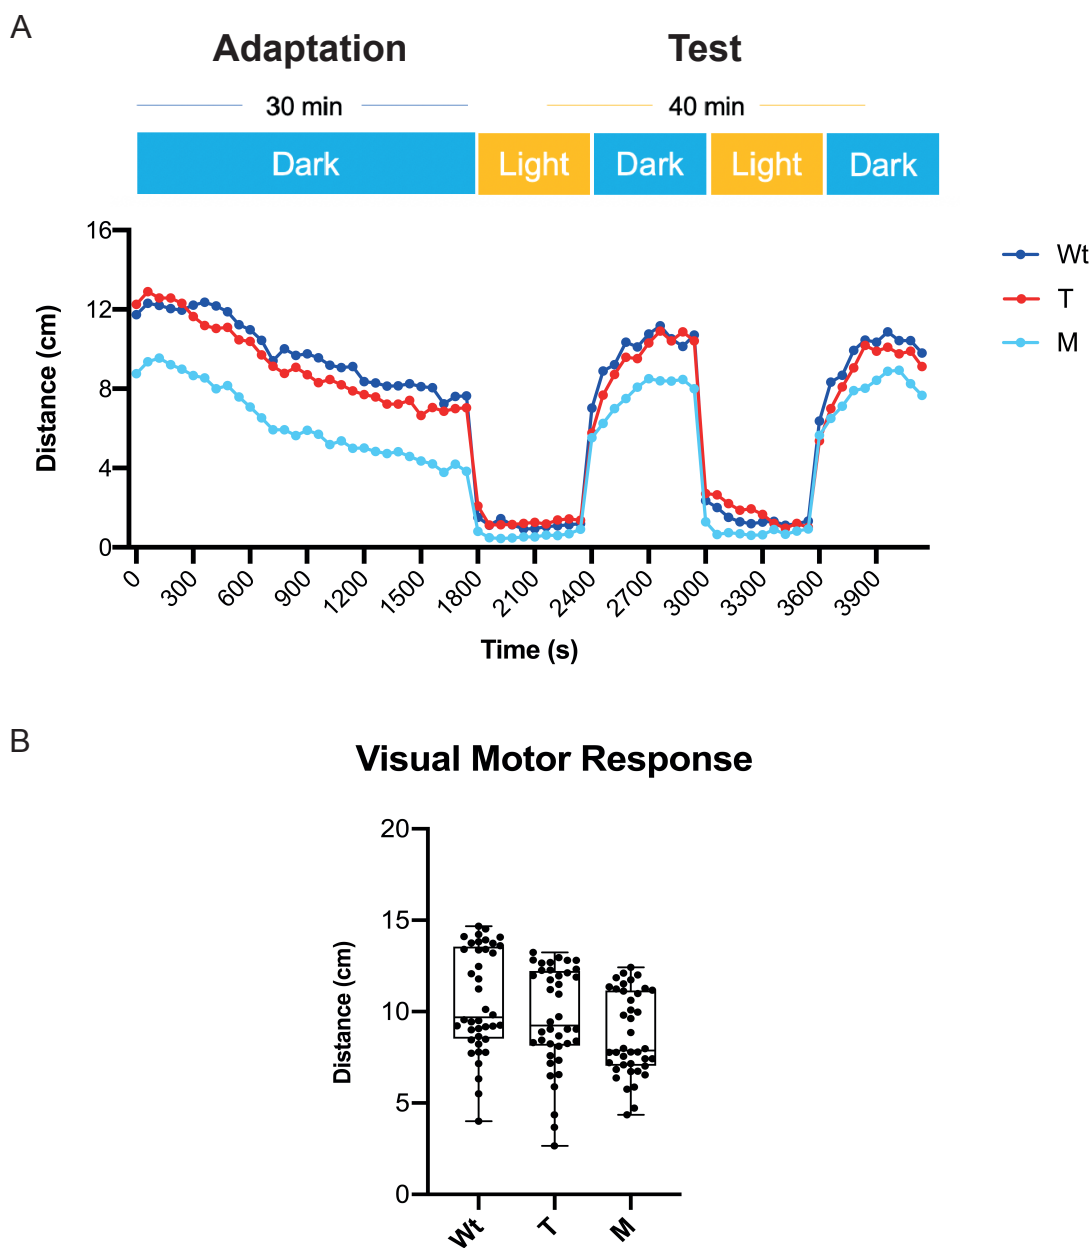 A
Adaptation Test
30 min 40 min
Dark Light Dark Light Dark
16
12
8
4
0
Distance (cm)
0 300 600 900 1200 1500 1800 2100 2400 2700 3000 3300 3600 3900
Time (s)
Wt
T
M
B
Visual Motor Response
20
15
10
5
0
Distance (cm)
Wt T M